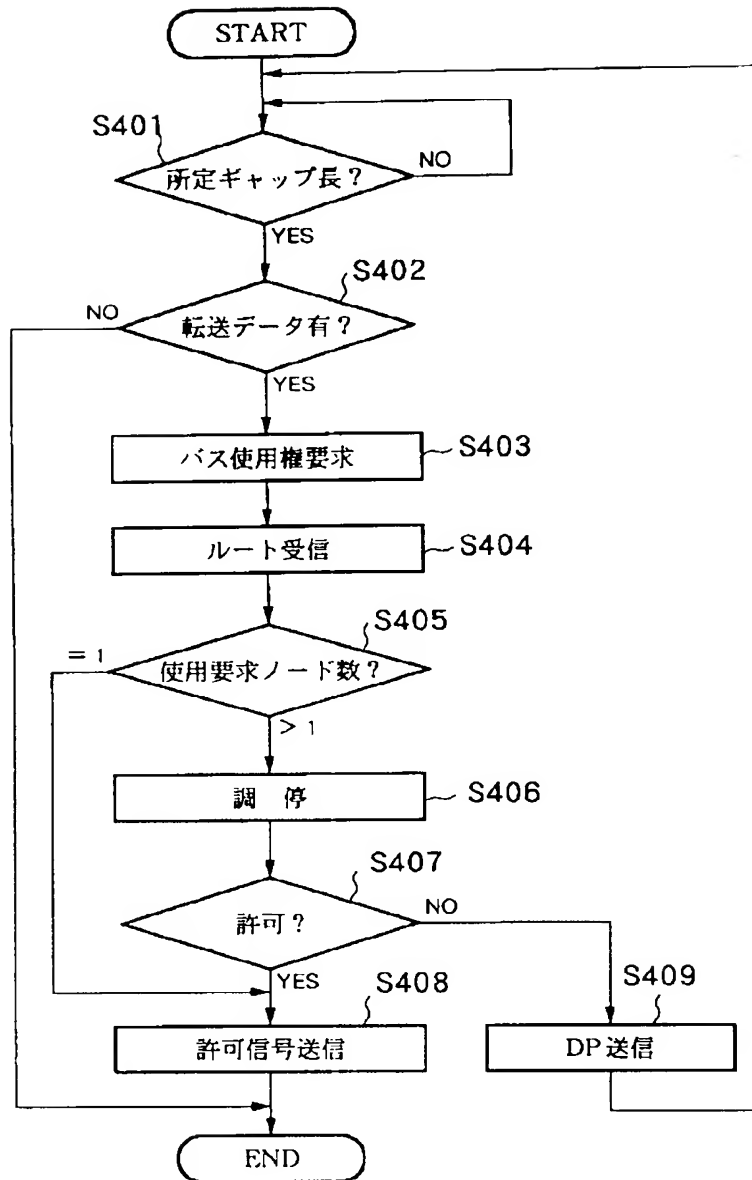 START
S401
所定ギャップ長？
NO
YES
S402
NO
転送データ有？
YES
バス使用権要求
S403
ルート受信
S404
S405
= 1
使用要求ノード数？
> 1
調 停
S406
S407
許可？
NO
YES
S408
S409
許可信号送信
DP送信
END